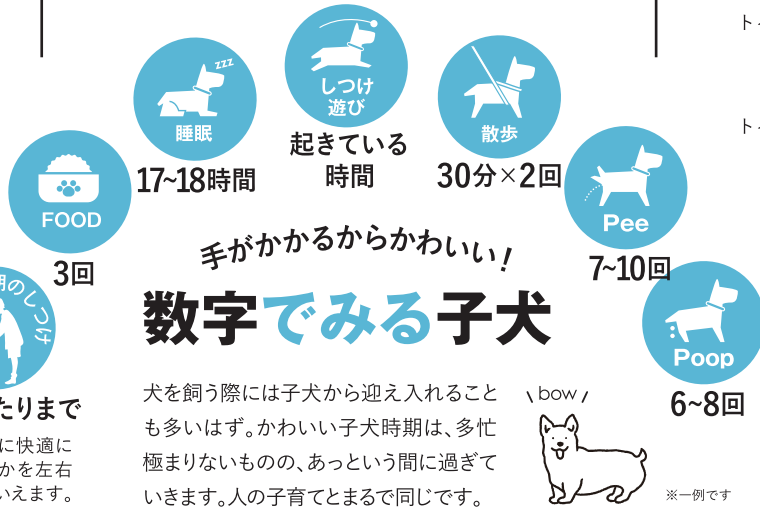 zzz
睡眠
17~18時間
しつけ
遊び
起きている
時間
散歩
30分×2回
FOOD
3回
Pee
7~10回
Poop
6~8回
期のしつけ
たりまで
に快適に
かを左右
いえます。
手がかかるからかわいい!
数字でみる子犬
犬を飼う際には子犬から迎え入れること
も多いはず。かわいい子犬時期は、多忙
極まりないものの、あっという間に過ぎて
いきます。人の子育てとまるで同じです。
bow
※一例です
ト
ト